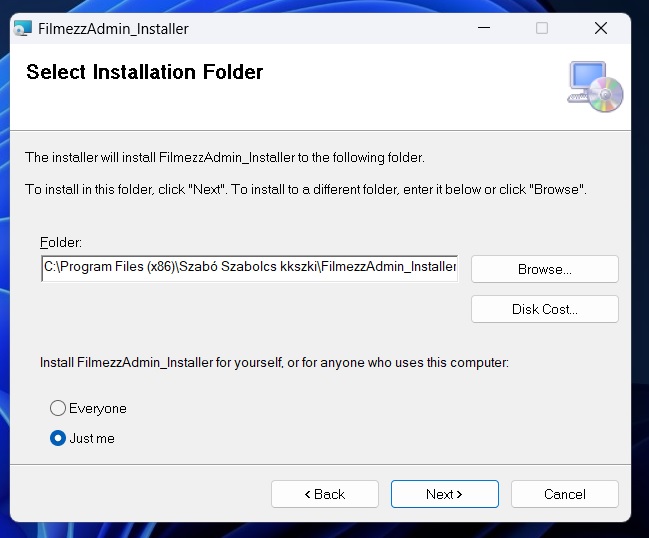 FilmezzAdmin_Installer
Select Installation Folder
The installer will install FilmezzAdmin_Installer to the following folder.
To install in this folder, click "Next". To install to a different folder, enter it below or click "Browse".
Folder:
C:\Program Files (x86)\Szabó Szabolcs kkszki\FilmezzAdmin_Installer
Browse...
Disk Cost...
Install FilmezzAdmin_Installer for yourself, or for anyone who uses this computer:
Everyone
Just me
< Back
Next >
Cancel